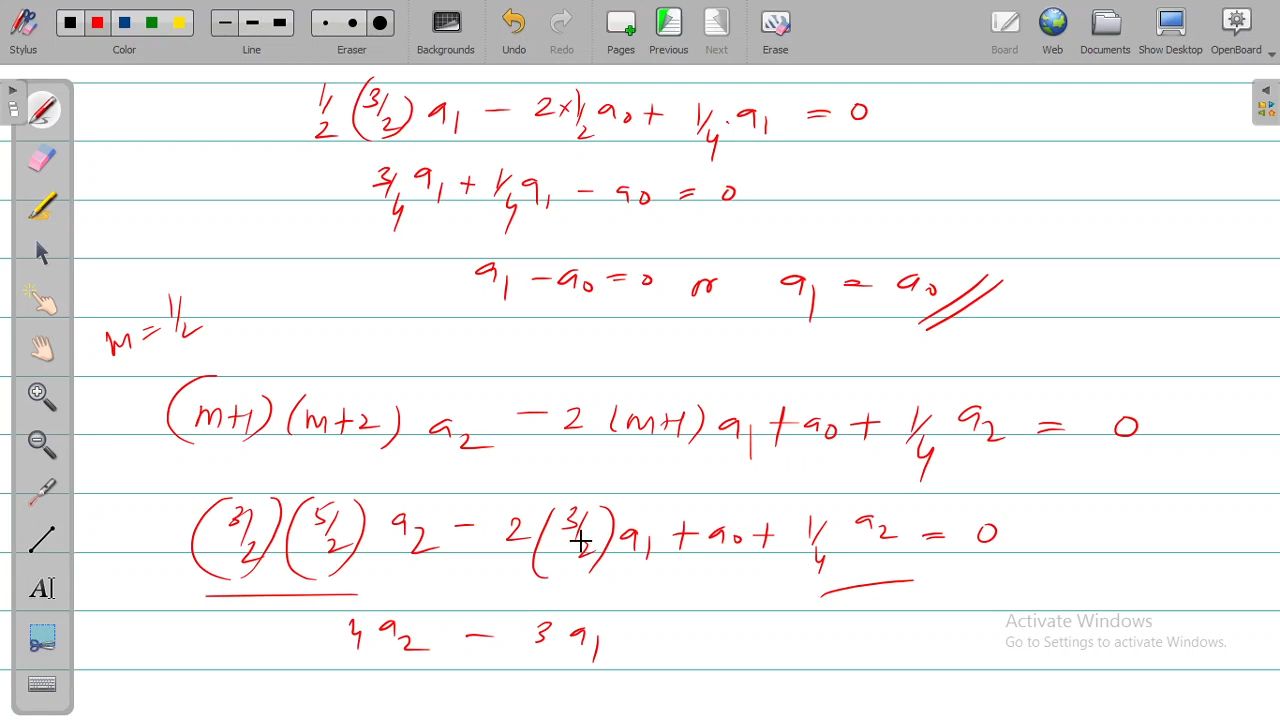 Stylus Color Line Eraser Backgrounds Undo Redo Pages Previous Next Erase Board Web Documents Show Desktop OpenBoard
1/2 (3/2) a₁ − 2×1/2 a₀ + 1/4 · a₁ = 0
3/4 a₁ + 1/4 a₁ − a₀ = 0
a₁ − a₀ = 0 or a₁ = a₀ //
m = 1/2
(m+1) (m+2) a₂ − 2 (m+1) a₁ + a₀ + 1/4 a₂ = 0
(3/2) (5/2) a₂ − 2 (3/2) a₁ + a₀ + 1/4 a₂ = 0
4 a₂ − 3 a₁
Activate Windows
Go to Settings to activate Windows.